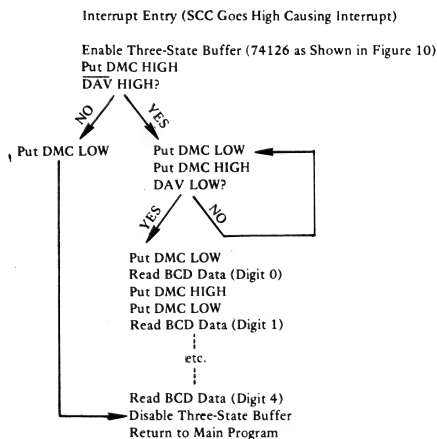 Interrupt Entry (SCC Goes High Causing Interrupt)
Enable Three-State Buffer (74126 as Shown in Figure 10)
Put DMC HIGH
D̅A̅V̅ HIGH?
NO
YES
Put DMC LOW
Put DMC LOW
Put DMC HIGH
DAV LOW?
YES
NO
Put DMC LOW
Read BCD Data (Digit 0)
Put DMC HIGH
Put DMC LOW
Read BCD Data (Digit 1)
etc.
Read BCD Data (Digit 4)
Disable Three-State Buffer
Return to Main Program